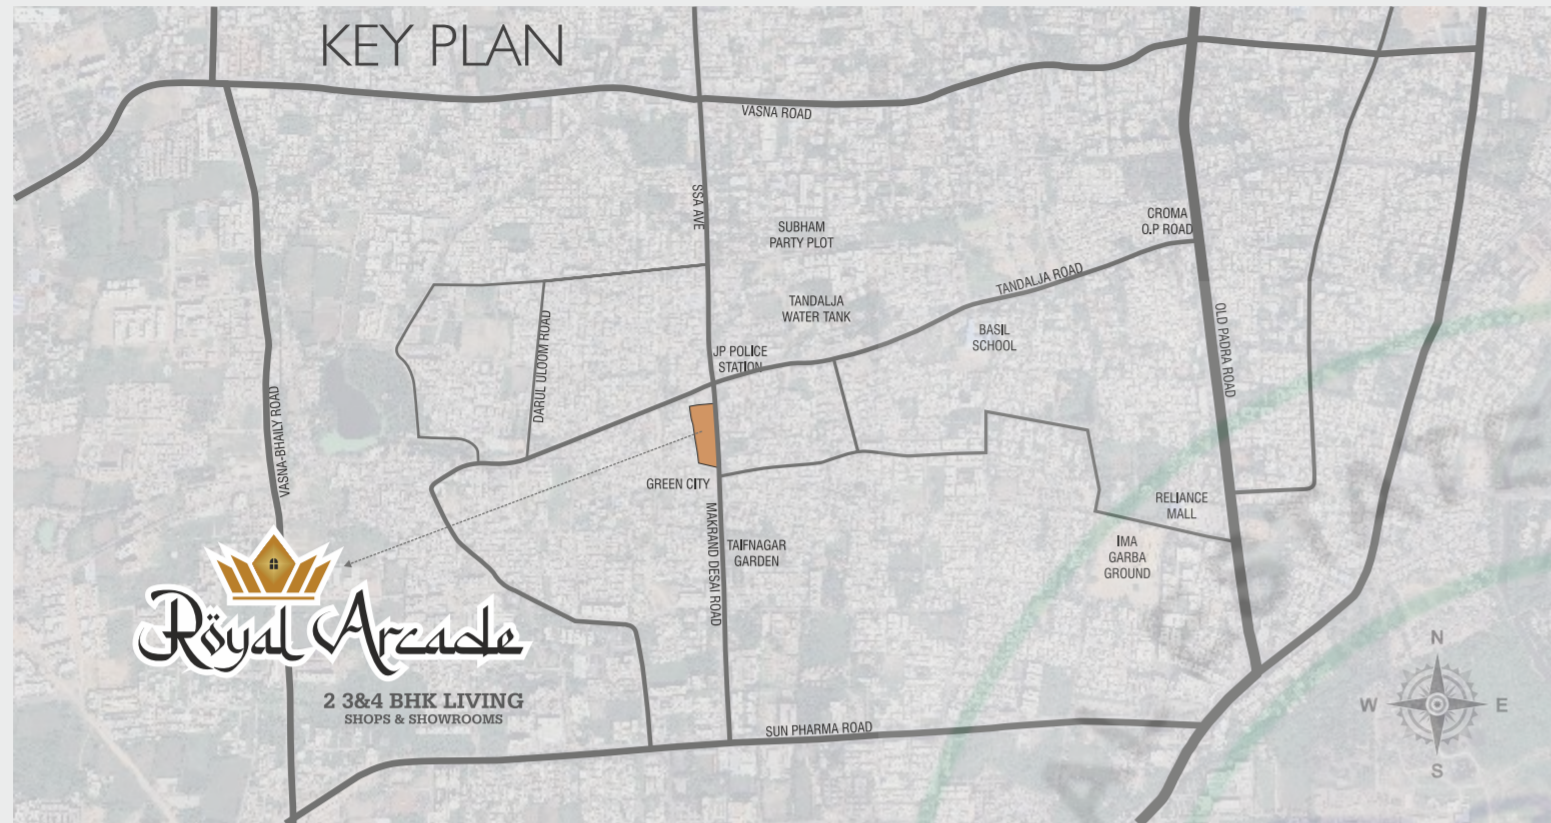 KEY PLAN
VASNA ROAD
SSA AVE
SUBHAM
PARTY PLOT
CROMA
O.P ROAD
TANDALJA ROAD
TANDALJA
WATER TANK
BASIL
SCHOOL
OLD PADRA ROAD
DARUL ULOOM ROAD
JP POLICE
STATION
VASNA-BHAILY ROAD
GREEN CITY
MAKRAND DESAI ROAD
TAIFNAGAR
GARDEN
RELIANCE
MALL
IMA
GARBA
GROUND
Röyal Arcade
2 3&4 BHK LIVING
SHOPS & SHOWROOMS
SUN PHARMA ROAD
N
W
E
S